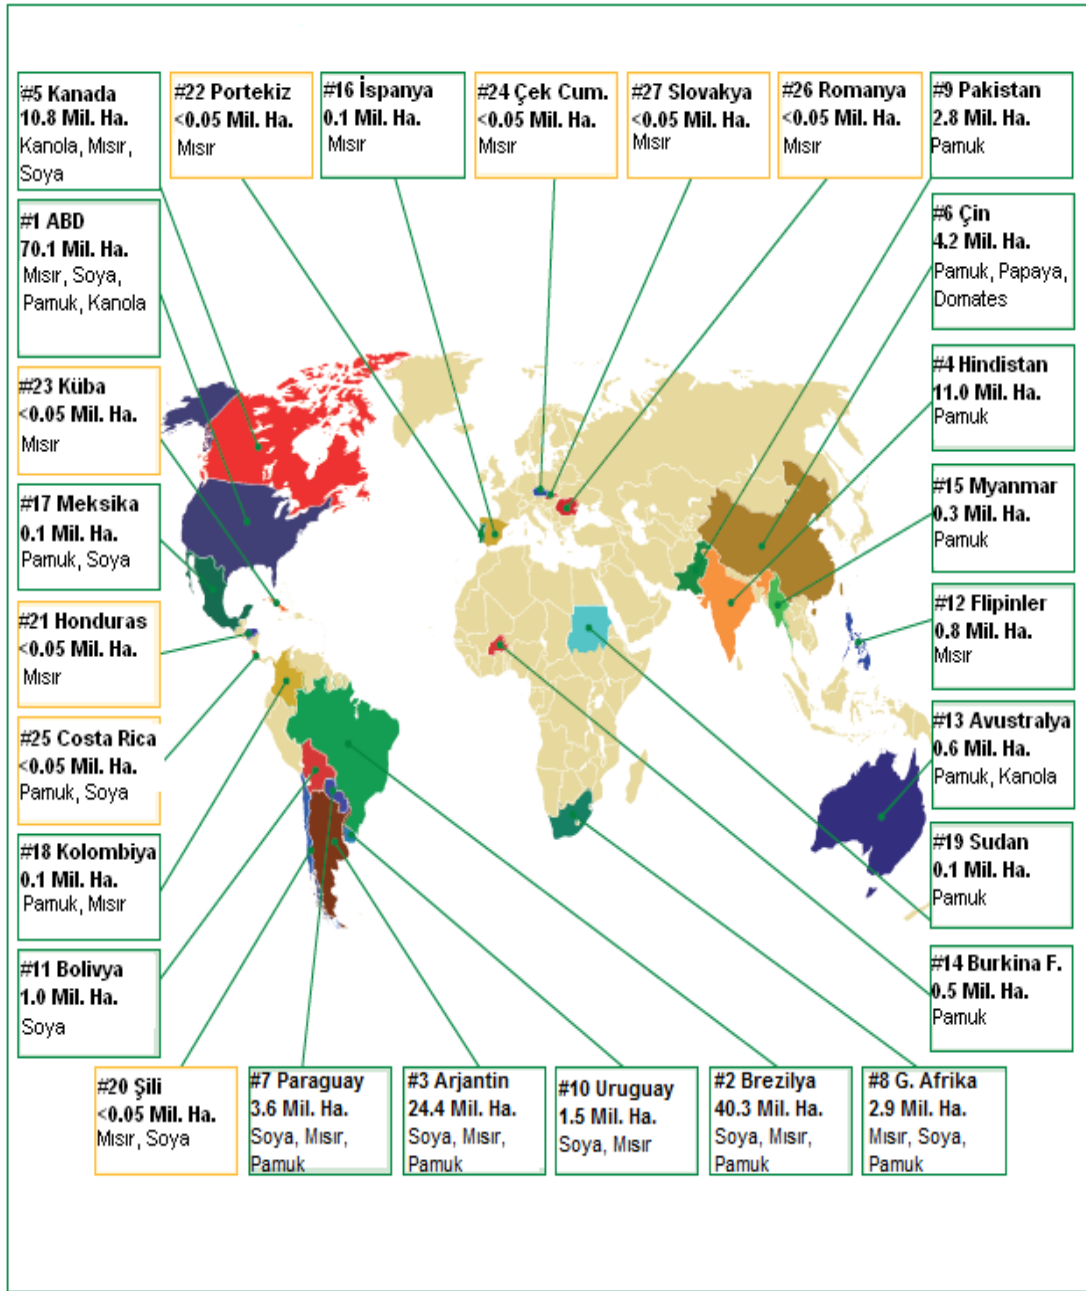 #5 Kanada
10.8 Mil. Ha.
Kanola, Mısır,
Soya
#22 Portekiz
<0.05 Mil. Ha.
Mısır
#16 İspanya
0.1 Mil. Ha.
Mısır
#24 Çek Cum.
<0.05 Mil. Ha.
Mısır
#27 Slovakya
<0.05 Mil. Ha.
Mısır
#26 Romanya
<0.05 Mil. Ha.
Mısır
#9 Pakistan
2.8 Mil. Ha.
Pamuk
#1 ABD
70.1 Mil. Ha.
Mısır, Soya,
Pamuk, Kanola
#6 Çin
4.2 Mil. Ha.
Pamuk, Papaya,
Domates
#23 Küba
<0.05 Mil. Ha.
Mısır
#4 Hindistan
11.0 Mil. Ha.
Pamuk
#17 Meksika
0.1 Mil. Ha.
Pamuk, Soya
#15 Myanmar
0.3 Mil. Ha.
Pamuk
#21 Honduras
<0.05 Mil. Ha.
Mısır
#12 Flipinler
0.8 Mil. Ha.
Mısır
#25 Costa Rica
<0.05 Mil. Ha.
Pamuk, Soya
#13 Avustralya
0.6 Mil. Ha.
Pamuk, Kanola
#18 Kolombiya
0.1 Mil. Ha.
Pamuk, Mısır
#19 Sudan
0.1 Mil. Ha.
Pamuk
#11 Bolivya
1.0 Mil. Ha.
Soya
#14 Burkina F.
0.5 Mil. Ha.
Pamuk
#20 Şili
<0.05 Mil. Ha.
Mısır, Soya
#7 Paraguay
3.6 Mil. Ha.
Soya, Mısır,
Pamuk
#3 Arjantin
24.4 Mil. Ha.
Soya, Mısır,
Pamuk
#10 Uruguay
1.5 Mil. Ha.
Soya, Mısır
#2 Brezilya
40.3 Mil. Ha.
Soya, Mısır,
Pamuk
#8 G. Afrika
2.9 Mil. Ha.
Mısır, Soya,
Pamuk